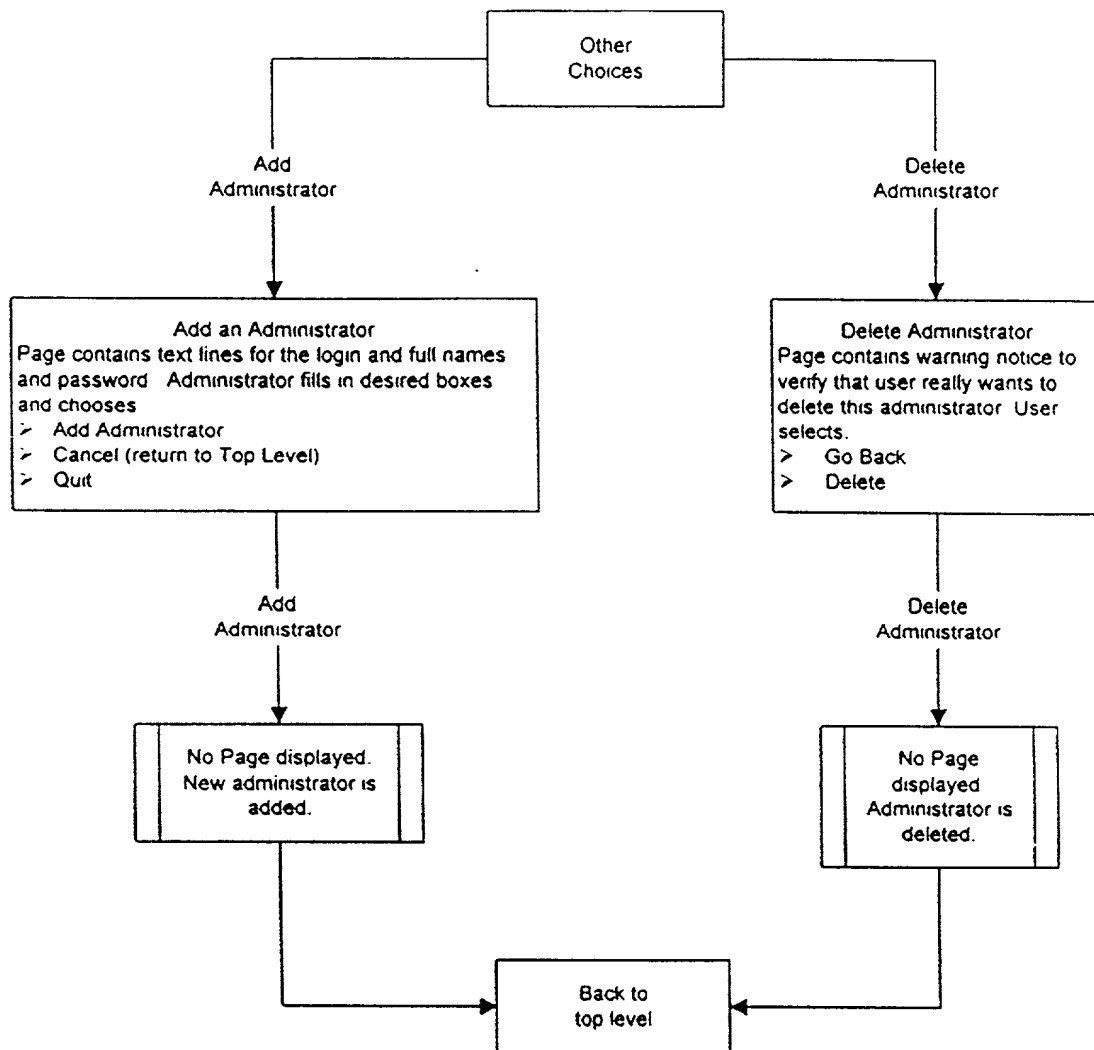 Other
Choices
Add
Administrator
Delete
Administrator
Add an Administrator
Page contains text lines for the login and full names
and password Administrator fills in desired boxes
and chooses
➢ Add Administrator
➢ Cancel (return to Top Level)
➢ Quit
Delete Administrator
Page contains warning notice to
verify that user really wants to
delete this administrator User
selects.
➢ Go Back
➢ Delete
Add
Administrator
Delete
Administrator
No Page displayed.
New administrator is
added.
No Page
displayed
Administrator is
deleted.
Back to
top level